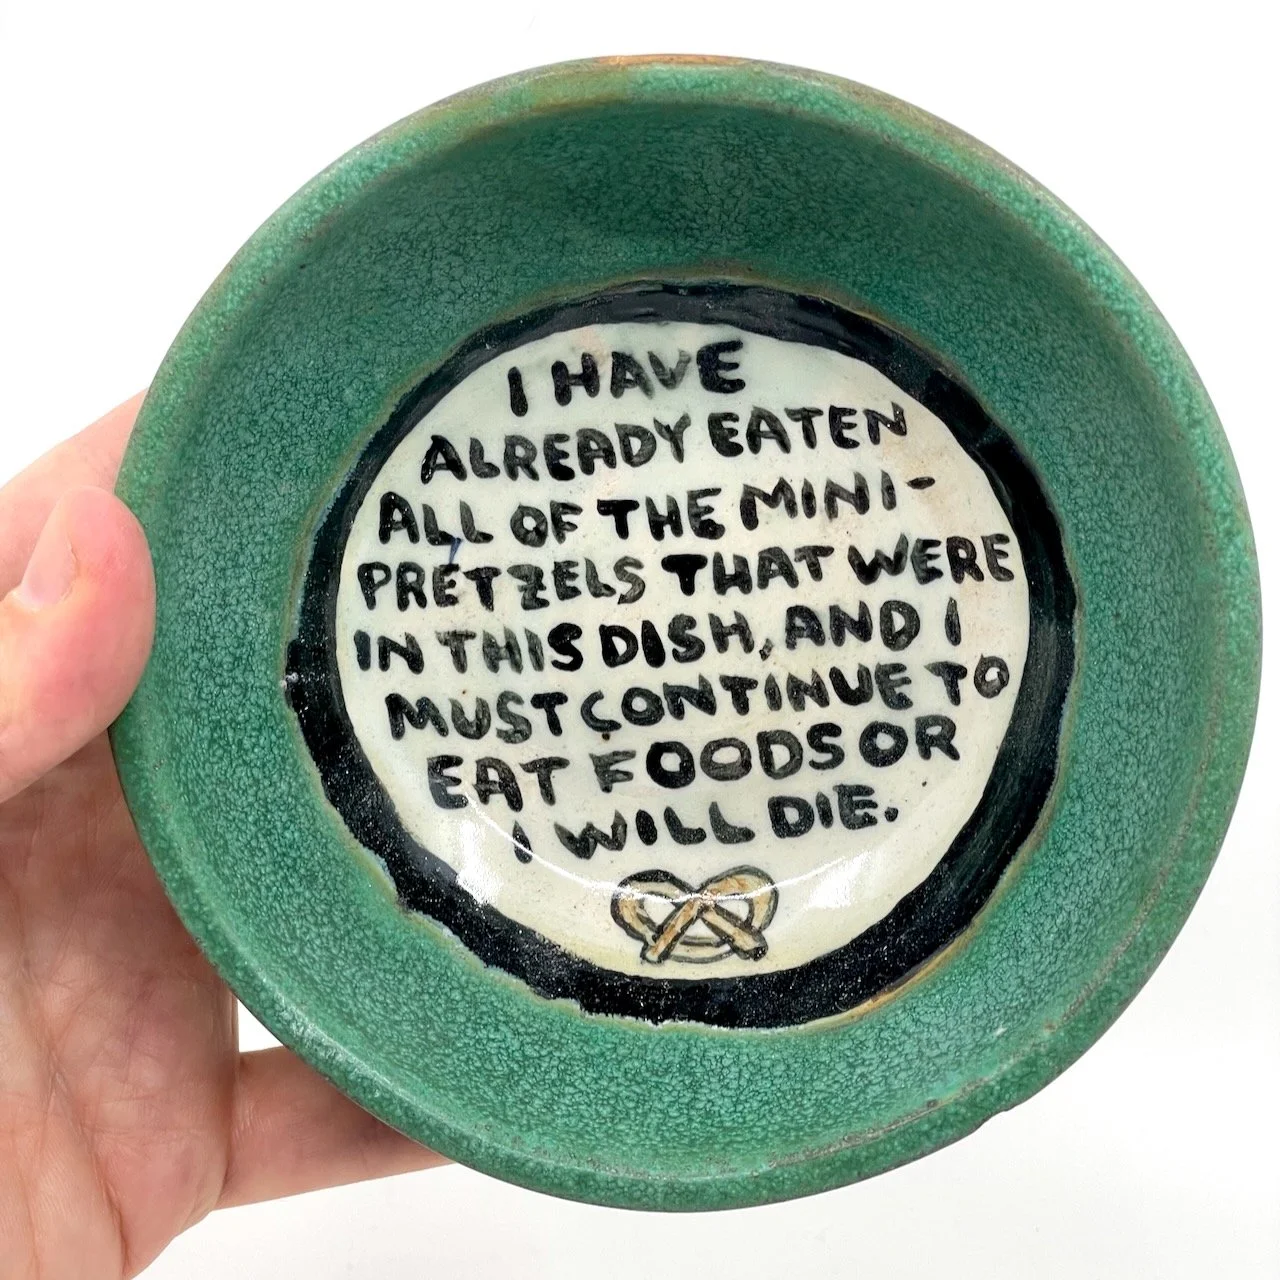 I HAVE
ALREADY EATEN
ALL OF THE MINI-
PRETZELS THAT WERE
IN THIS DISH, AND I
MUST CONTINUE TO
EAT FOODS OR
I WILL DIE.